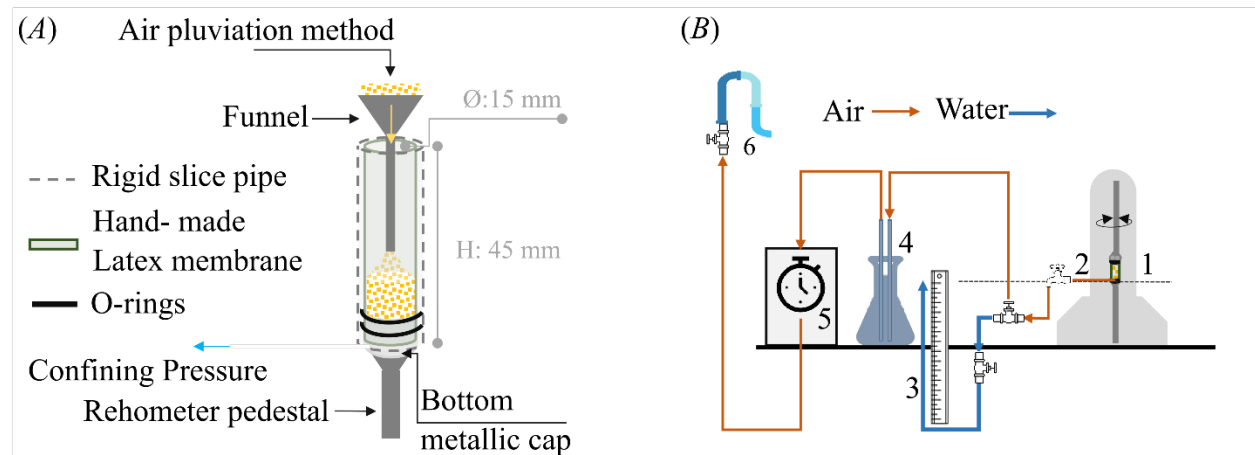 (A)
Air pluviation method
Ø:15 mm
Funnel
Rigid slice pipe
Hand- made
Latex membrane
H: 45 mm
O-rings
Confining Pressure
Rehometer pedestal
Bottom
metallic cap
(B)
Air
Water
6
4
2
1
5
3